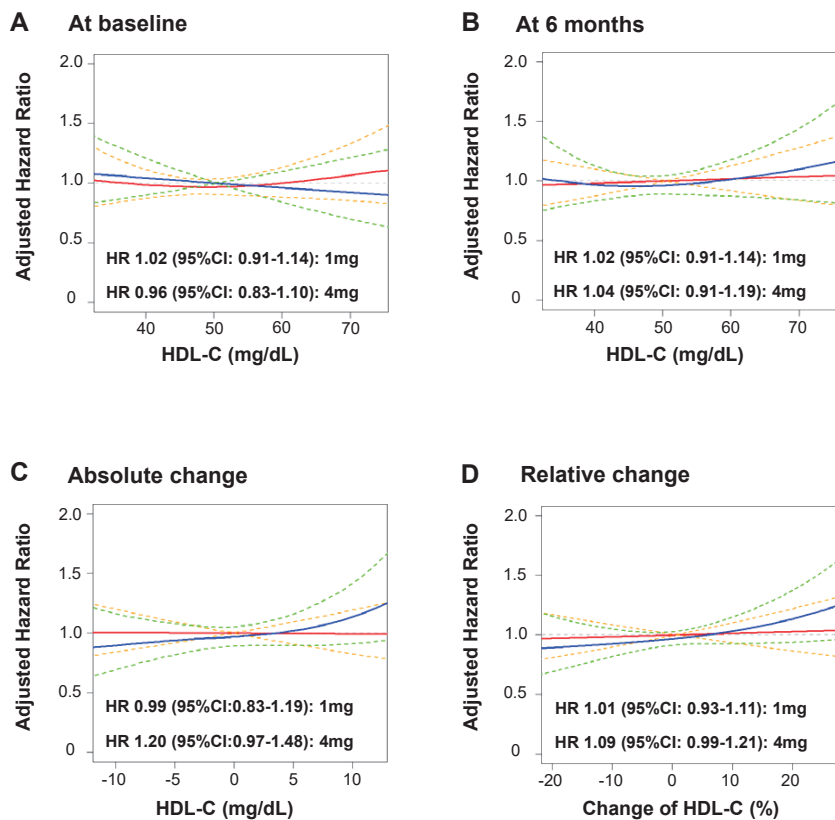 A At baseline
Adjusted Hazard Ratio
2.0
1.5
1.0
0.5
0
HR 1.02 (95%CI: 0.91-1.14): 1mg
HR 0.96 (95%CI: 0.83-1.10): 4mg
40 50 60 70
HDL-C (mg/dL)
B At 6 months
Adjusted Hazard Ratio
2.0
1.5
1.0
0.5
0
HR 1.02 (95%CI: 0.91-1.14): 1mg
HR 1.04 (95%CI: 0.91-1.19): 4mg
40 50 60 70
HDL-C (mg/dL)
C Absolute change
Adjusted Hazard Ratio
2.0
1.5
1.0
0.5
0
HR 0.99 (95%CI:0.83-1.19): 1mg
HR 1.20 (95%CI:0.97-1.48): 4mg
-10 -5 0 5 10
HDL-C (mg/dL)
D Relative change
Adjusted Hazard Ratio
2.0
1.5
1.0
0.5
0
HR 1.01 (95%CI: 0.93-1.11): 1mg
HR 1.09 (95%CI: 0.99-1.21): 4mg
-20 -10 0 10 20
Change of HDL-C (%)